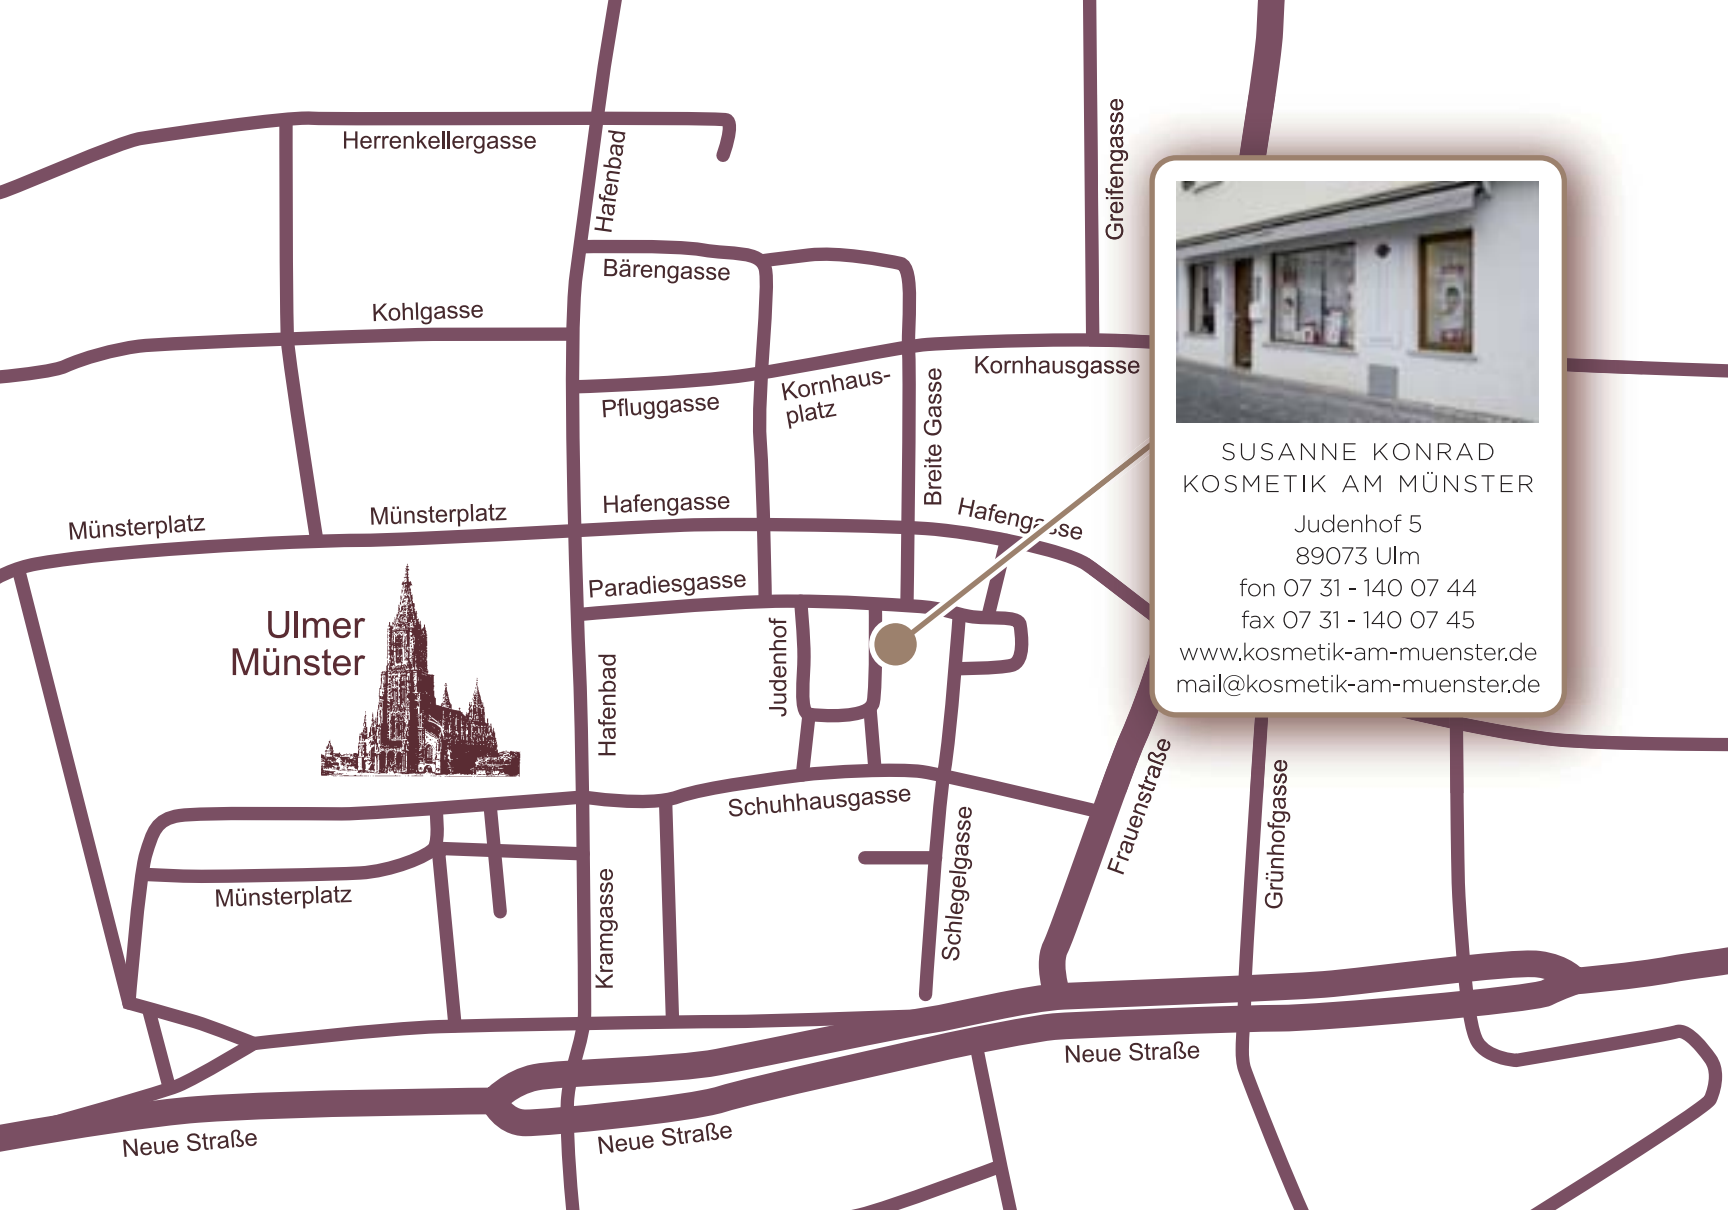 Herrenkellergasse
Hafenbad
Greifengasse
Bärengasse
Kohlgasse
Kornhausgasse
Pfluggasse
Kornhaus-
platz
Breite Gasse
Münsterplatz
Münsterplatz
Hafengasse
Hafengasse
Paradiesgasse
Ulmer
Münster
Judenhof
Hafenbad
SUSANNE KONRAD
KOSMETIK AM MÜNSTER
Judenhof 5
89073 Ulm
fon 07 31 - 140 07 44
fax 07 31 - 140 07 45
www.kosmetik-am-muenster.de
mail@kosmetik-am-muenster.de
Schuhhausgasse
Frauenstraße
Grünhofgasse
Münsterplatz
Kramgasse
Schlegelgasse
Neue Straße
Neue Straße
Neue Straße